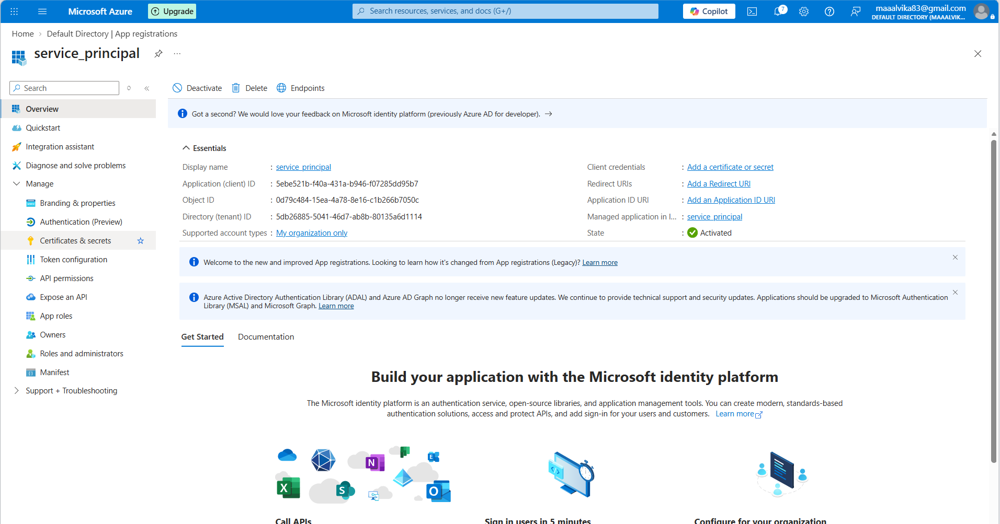 Microsoft Azure
Upgrade
Search resources, services, and docs (G+/)
Copilot
7
maaalvika83@gmail.com
DEFAULT DIRECTORY (MAAALVIK...
Home > Default Directory | App registrations
service_principal
Search
Deactivate
Delete
Endpoints
Overview
Got a second? We would love your feedback on Microsoft identity platform (previously Azure AD for developer). →
Quickstart
Integration assistant
Diagnose and solve problems
Manage
Branding & properties
Authentication (Preview)
Certificates & secrets
Token configuration
API permissions
Expose an API
App roles
Owners
Roles and administrators
Manifest
Support + Troubleshooting
Essentials
Display name : service_principal
Application (client) ID : 5ebe521b-f40a-431a-b946-f07285dd95b7
Object ID : 0d79c484-15ea-4a78-8e16-c1b266b7050c
Directory (tenant) ID : 5db26885-5041-46d7-ab8b-80135a6d1114
Supported account types : My organization only
Client credentials : Add a certificate or secret
Redirect URIs : Add a Redirect URI
Application ID URI : Add an Application ID URI
Managed application in l... : service_principal
State : Activated
Welcome to the new and improved App registrations. Looking to learn how it's changed from App registrations (Legacy)? Learn more
Azure Active Directory Authentication Library (ADAL) and Azure AD Graph no longer receive new feature updates. We continue to provide technical support and security updates. Applications should be upgraded to Microsoft Authentication
Library (MSAL) and Microsoft Graph. Learn more
Get Started
Documentation
Build your application with the Microsoft identity platform
The Microsoft identity platform is an authentication service, open-source libraries, and application management tools. You can create modern, standards-based
authentication solutions, access and protect APIs, and add sign-in for your users and customers. Learn more
N
E
X
S
O
Call APIs
Sign in users in 5 minutes
Configure for your organization